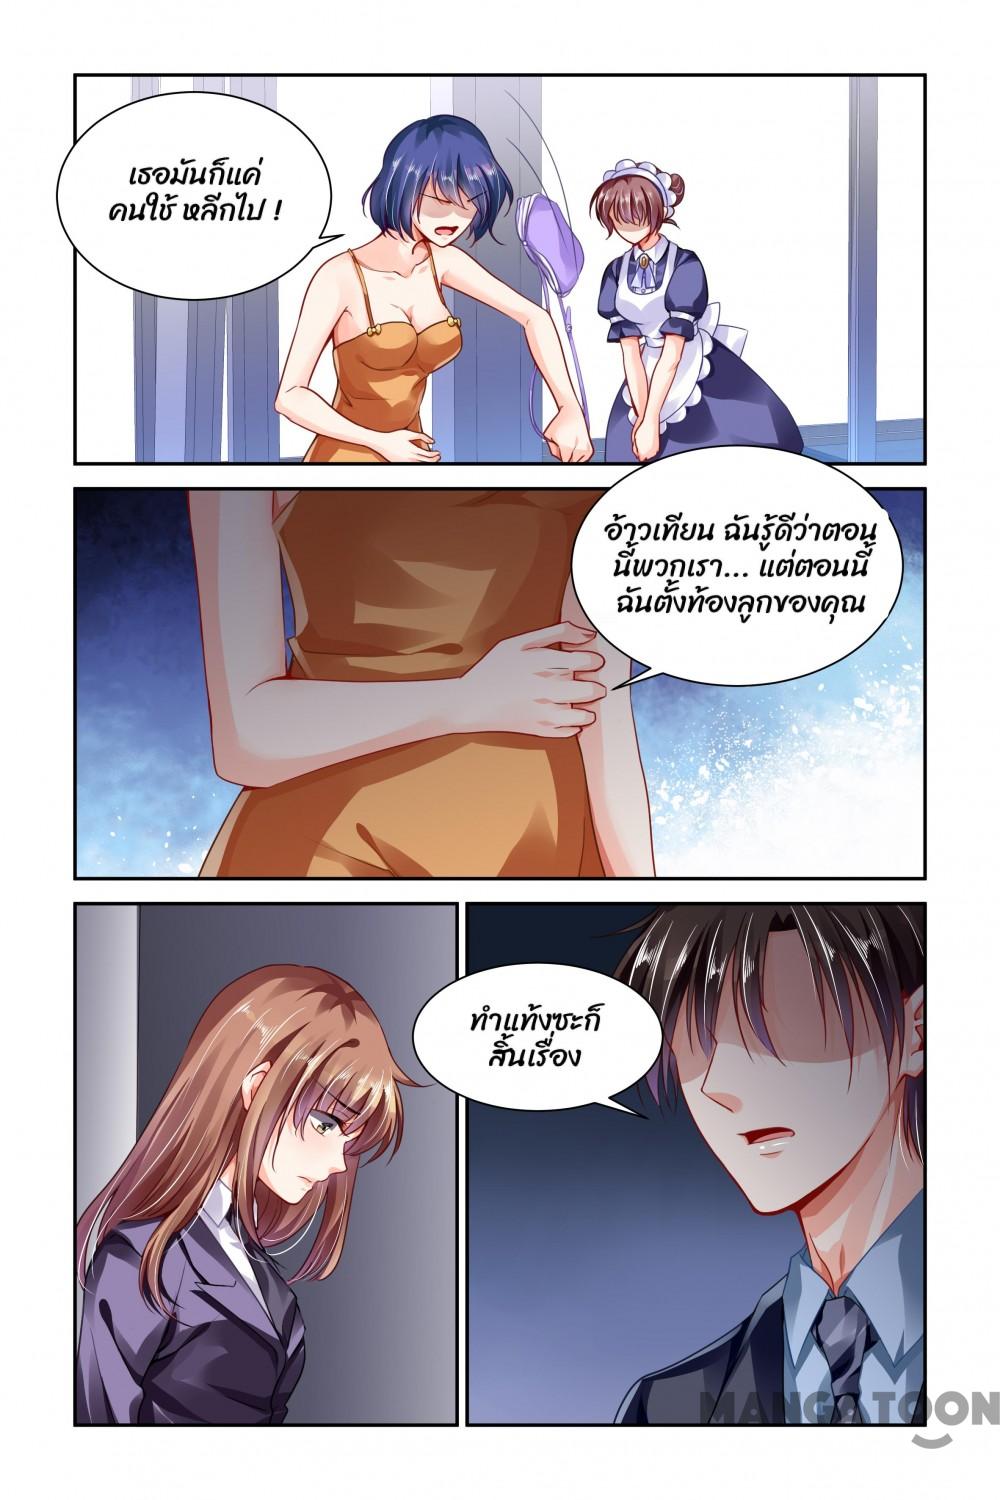 เธอมันก็แค่
คนใช้ หลีกไป !
อ้าวเทียน ฉันรู้ดีว่าตอน
นี้พวกเรา... แต่ตอนนี้
ฉันตั้งท้องลูกของคุณ
ทำแท้งซะก็
สิ้นเรื่อง
MANGATOON